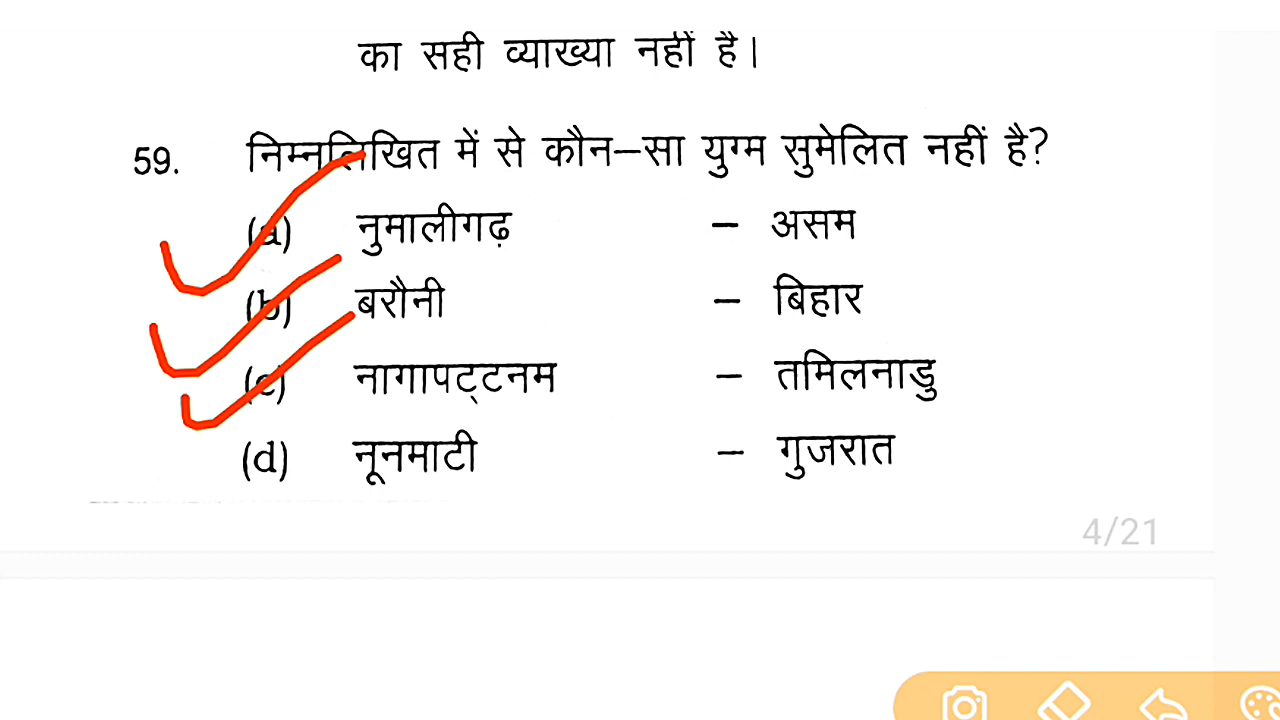 का सही व्याख्या नहीं है।
59. निम्नलिखित में से कौन–सा युग्म सुमेलित नहीं है?
(a) नुमालीगढ़ – असम
(b) बरौनी – बिहार
(c) नागापट्टनम – तमिलनाडु
(d) नूनमाटी – गुजरात
4/21